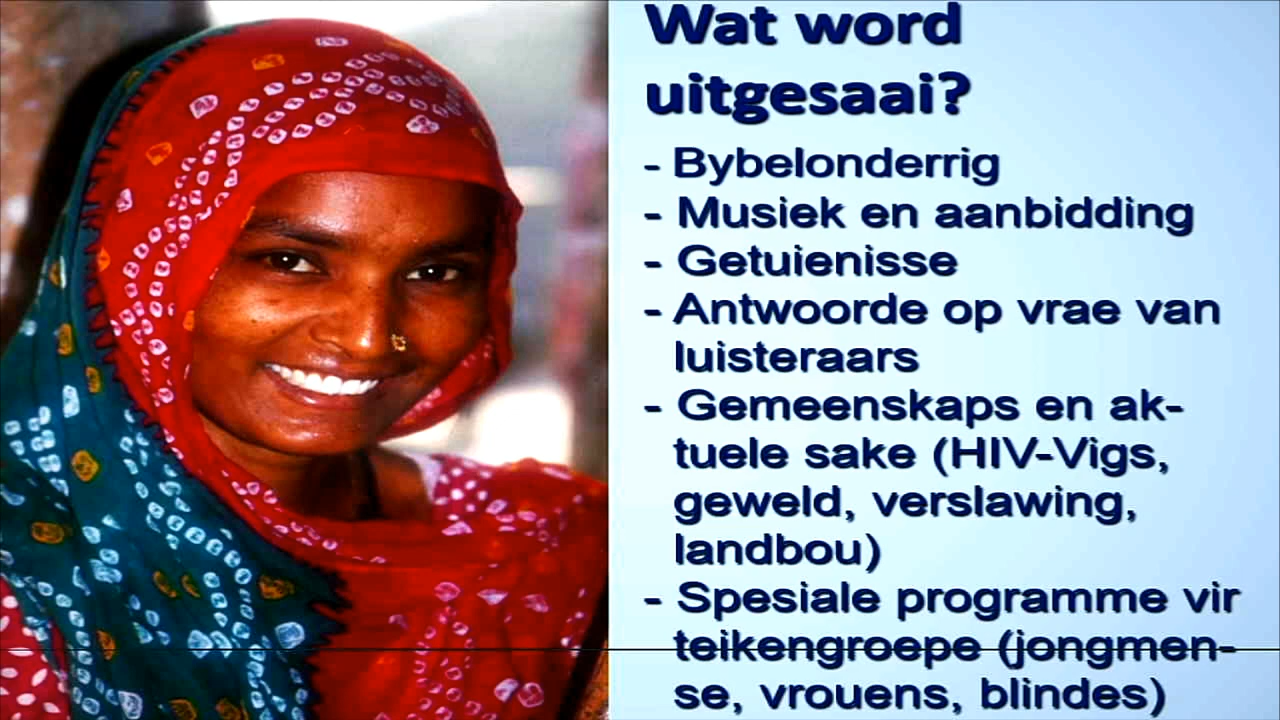 Wat word
uitgesaai?
- Bybelonderrig
- Musiek en aanbidding
- Getuienisse
- Antwoorde op vrae van
luisteraars
- Gemeenskaps en ak-
tuele sake (HIV-Vigs,
geweld, verslawing,
landbou)
- Spesiale programme vir
teikengroepe (jongmen-
se, vrouens, blindes)